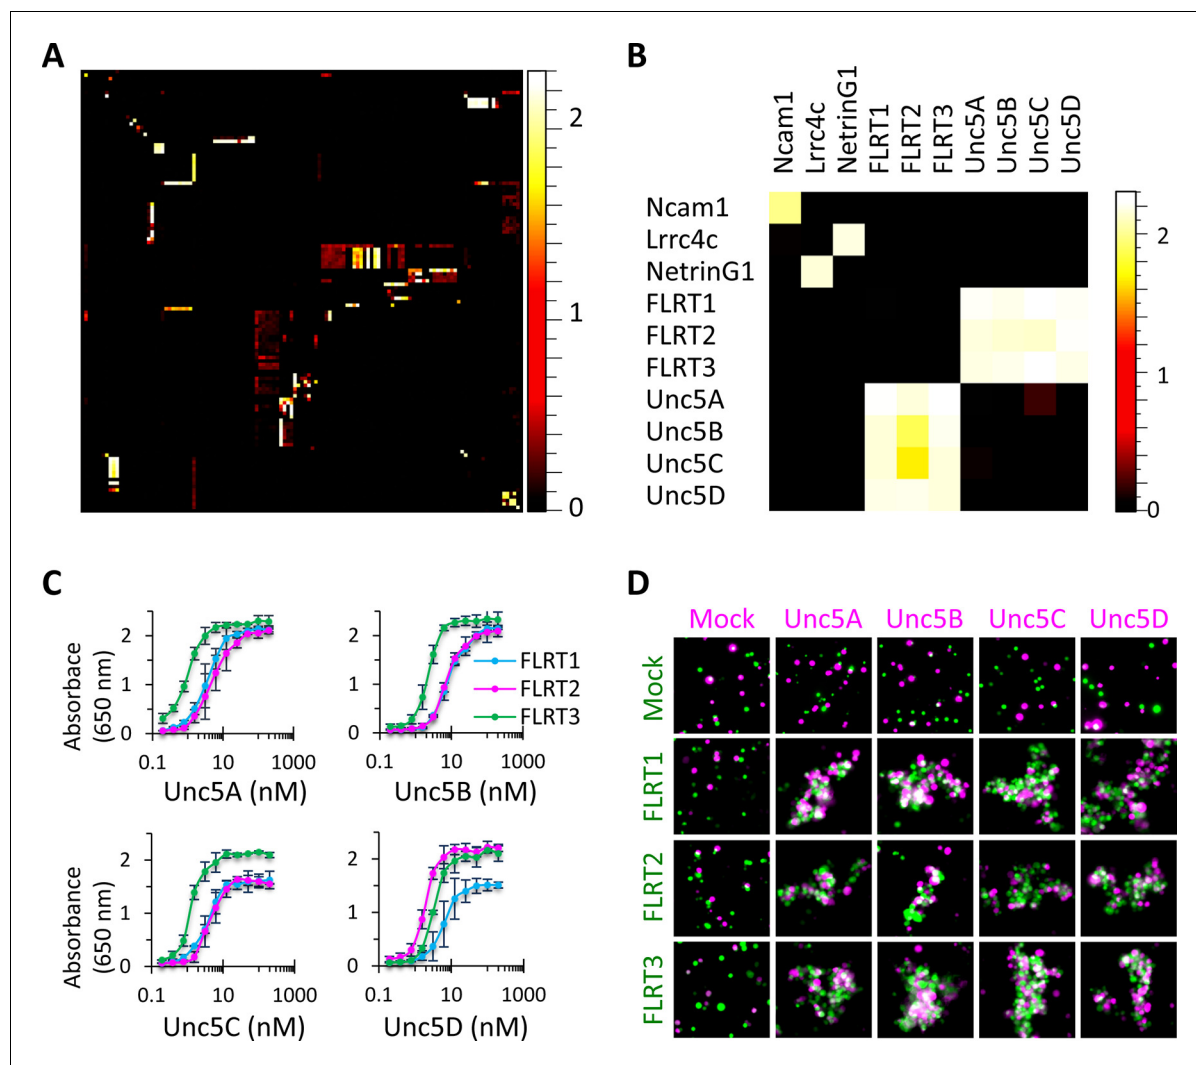 A
2
1
0
B
Ncam1
Lrrc4c
NetrinG1
FLRT1
FLRT2
FLRT3
Unc5A
Unc5B
Unc5C
Unc5D
Ncam1
Lrrc4c
NetrinG1
FLRT1
FLRT2
FLRT3
Unc5A
Unc5B
Unc5C
Unc5D
2
1
0
C
Absorbace
(650 nm)
2
1
0
0.1 10 1000
Unc5A (nM)
2
1
0
0.1 10 1000
Unc5B (nM)
FLRT1
FLRT2
FLRT3
Absorbance
(650 nm)
2
1
0
0.1 10 1000
Unc5C (nM)
2
1
0
0.1 10 1000
Unc5D (nM)
D
Mock Unc5A Unc5B Unc5C Unc5D
Mock
FLRT1
FLRT2
FLRT3